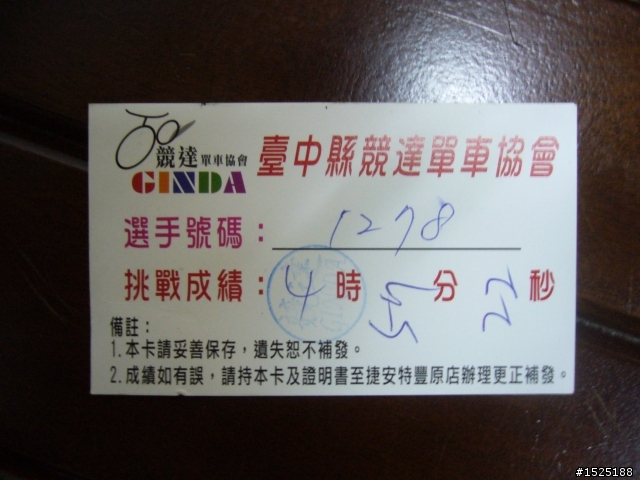 競達單車協會
GINDA
臺中縣競達單車協會
選手號碼：1278
挑戰成績：4時 55分 22秒
備註：
1.本卡請妥善保存，遺失恕不補發。
2.成績如有誤，請持本卡及證明書至捷安特豐原店辦理更正補發。
#1525188